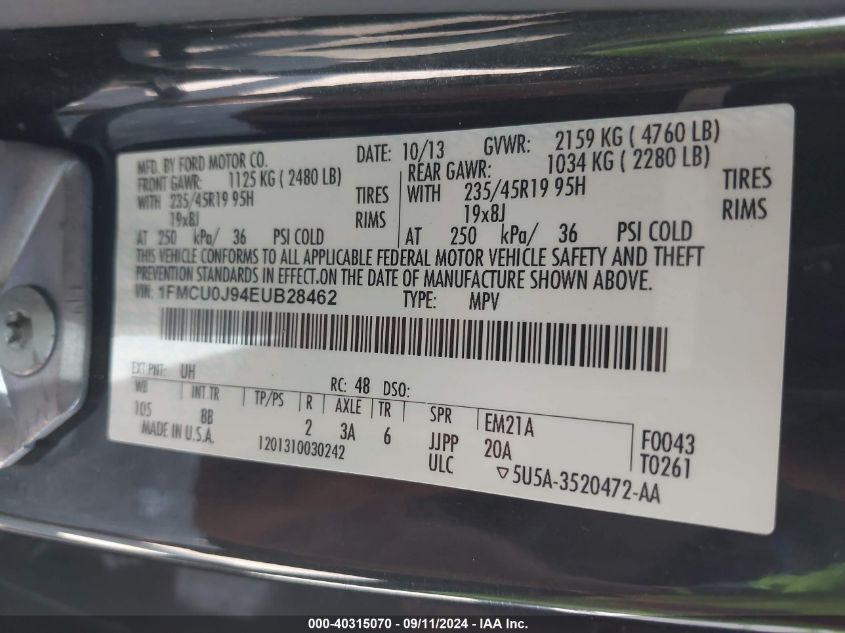 MFD. BY FORD MOTOR CO. DATE: 10/13 GVWR: 2159 KG ( 4760 LB)
FRONT GAWR: 1125 KG ( 2480 LB) REAR GAWR: 1034 KG ( 2280 LB)
WITH 235/45R19 95H TIRES WITH 235/45R19 95H TIRES
19x8J RIMS 19x8J RIMS
AT 250 kPa/ 36 PSI COLD AT 250 kPa/ 36 PSI COLD
THIS VEHICLE CONFORMS TO ALL APPLICABLE FEDERAL MOTOR VEHICLE SAFETY AND THEFT
PREVENTION STANDARDS IN EFFECT.ON THE DATE OF MANUFACTURE SHOWN ABOVE.
VIN: 1FMCU0J94EUB28462 TYPE: MPV
EXT PNT: UH RC: 48 DSO:
WB INT TR TP/PS R AXLE TR SPR EM21A F0043
105 8B 2 3A 6 JJPP 20A T0261
MADE IN U.S.A. 1201310030242 ULC ▽5U5A-3520472-AA
000-40315070 - 09/11/2024 - IAA Inc.